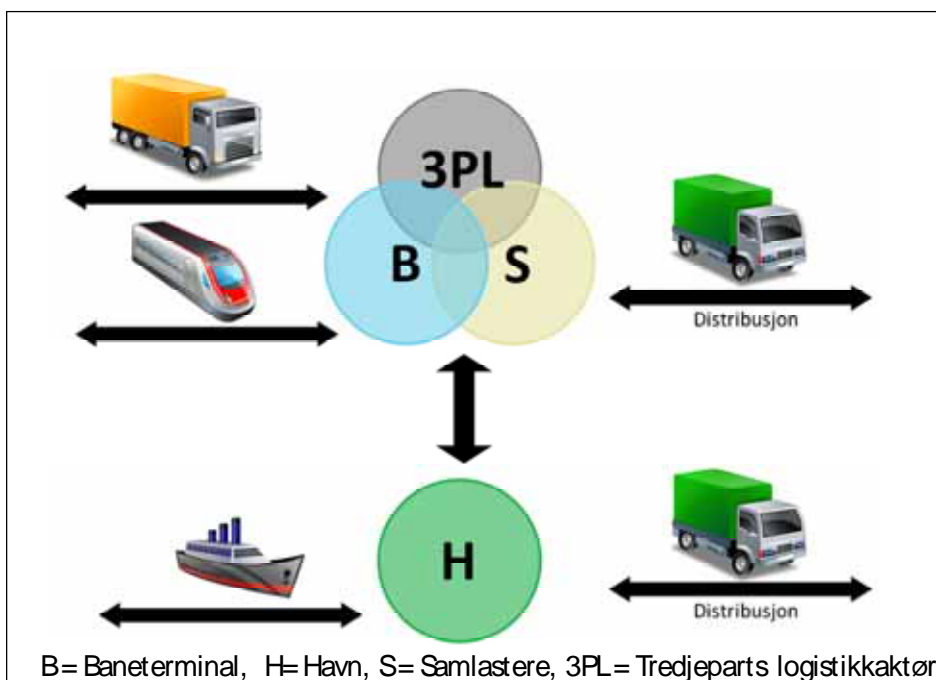 3PL
B S
Distribusjon
H
Distribusjon
B= Baneterminal, H= Havn, S= Samlastere, 3PL= Tredjeparts logistikkaktør